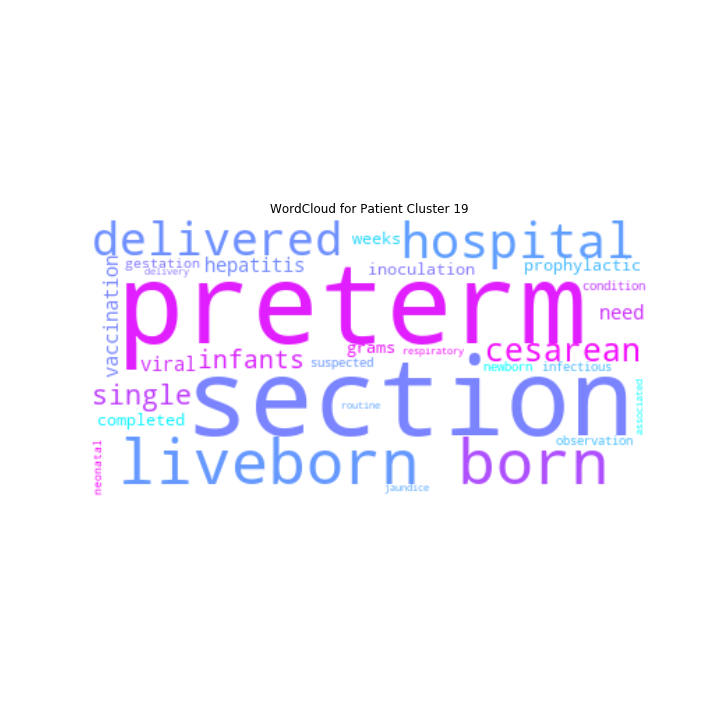 WordCloud for Patient Cluster 19
delivered weeks hospital
gestation hepatitis inoculation prophylactic
delivery
vaccination preterm condition
need
viral infants grams respiratory cesarean
suspected newborn infectious
single section associated
routine
completed
observation
neonatal liveborn born
jaundice